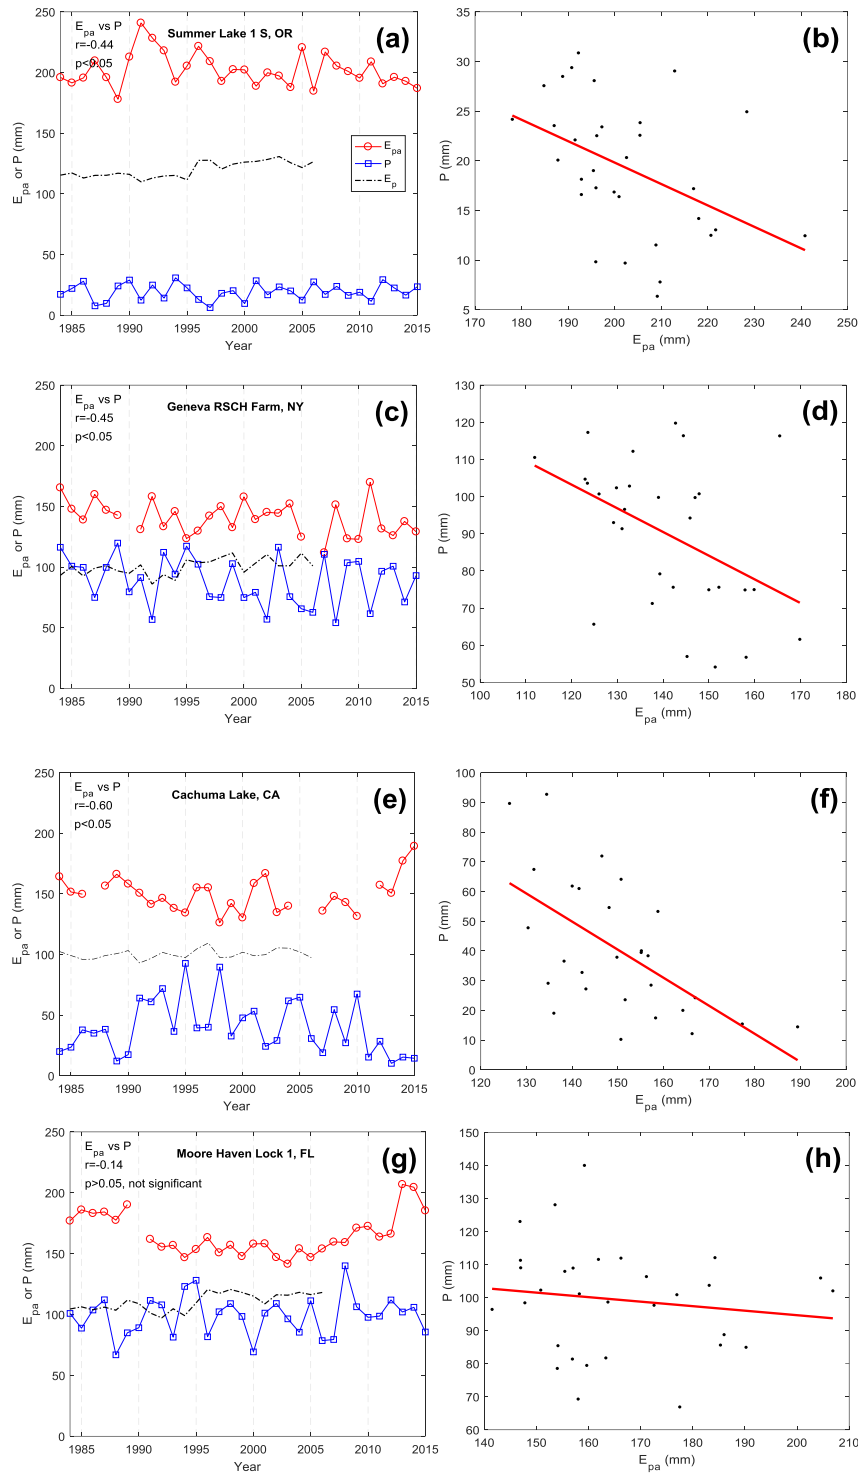 E_pa vs P
r=-0.44
p<0.05
Summer Lake 1 S, OR
(a)
250
200
150
100
50
0
E_pa or P (mm)
E_pa
P
E_p
1985 1990 1995 2000 2005 2010 2015
Year
(b)
35
30
25
20
15
10
5
P (mm)
170 180 190 200 210 220 230 240 250
E_pa (mm)
E_pa vs P
r=-0.45
p<0.05
Geneva RSCH Farm, NY
(c)
250
200
150
100
50
0
E_pa or P (mm)
1985 1990 1995 2000 2005 2010 2015
Year
(d)
130
120
110
100
90
80
70
60
50
P (mm)
100 110 120 130 140 150 160 170 180
E_pa (mm)
E_pa vs P
r=-0.60
p<0.05
Cachuma Lake, CA
(e)
250
200
150
100
50
0
E_pa or P (mm)
1985 1990 1995 2000 2005 2010 2015
Year
(f)
100
90
80
70
60
50
40
30
20
10
0
P (mm)
120 130 140 150 160 170 180 190 200
E_pa (mm)
E_pa vs P
r=-0.14
p>0.05, not significant
Moore Haven Lock 1, FL
(g)
250
200
150
100
50
0
E_pa or P (mm)
1985 1990 1995 2000 2005 2010 2015
Year
(h)
150
140
130
120
110
100
90
80
70
60
P (mm)
140 150 160 170 180 190 200 210
E_pa (mm)